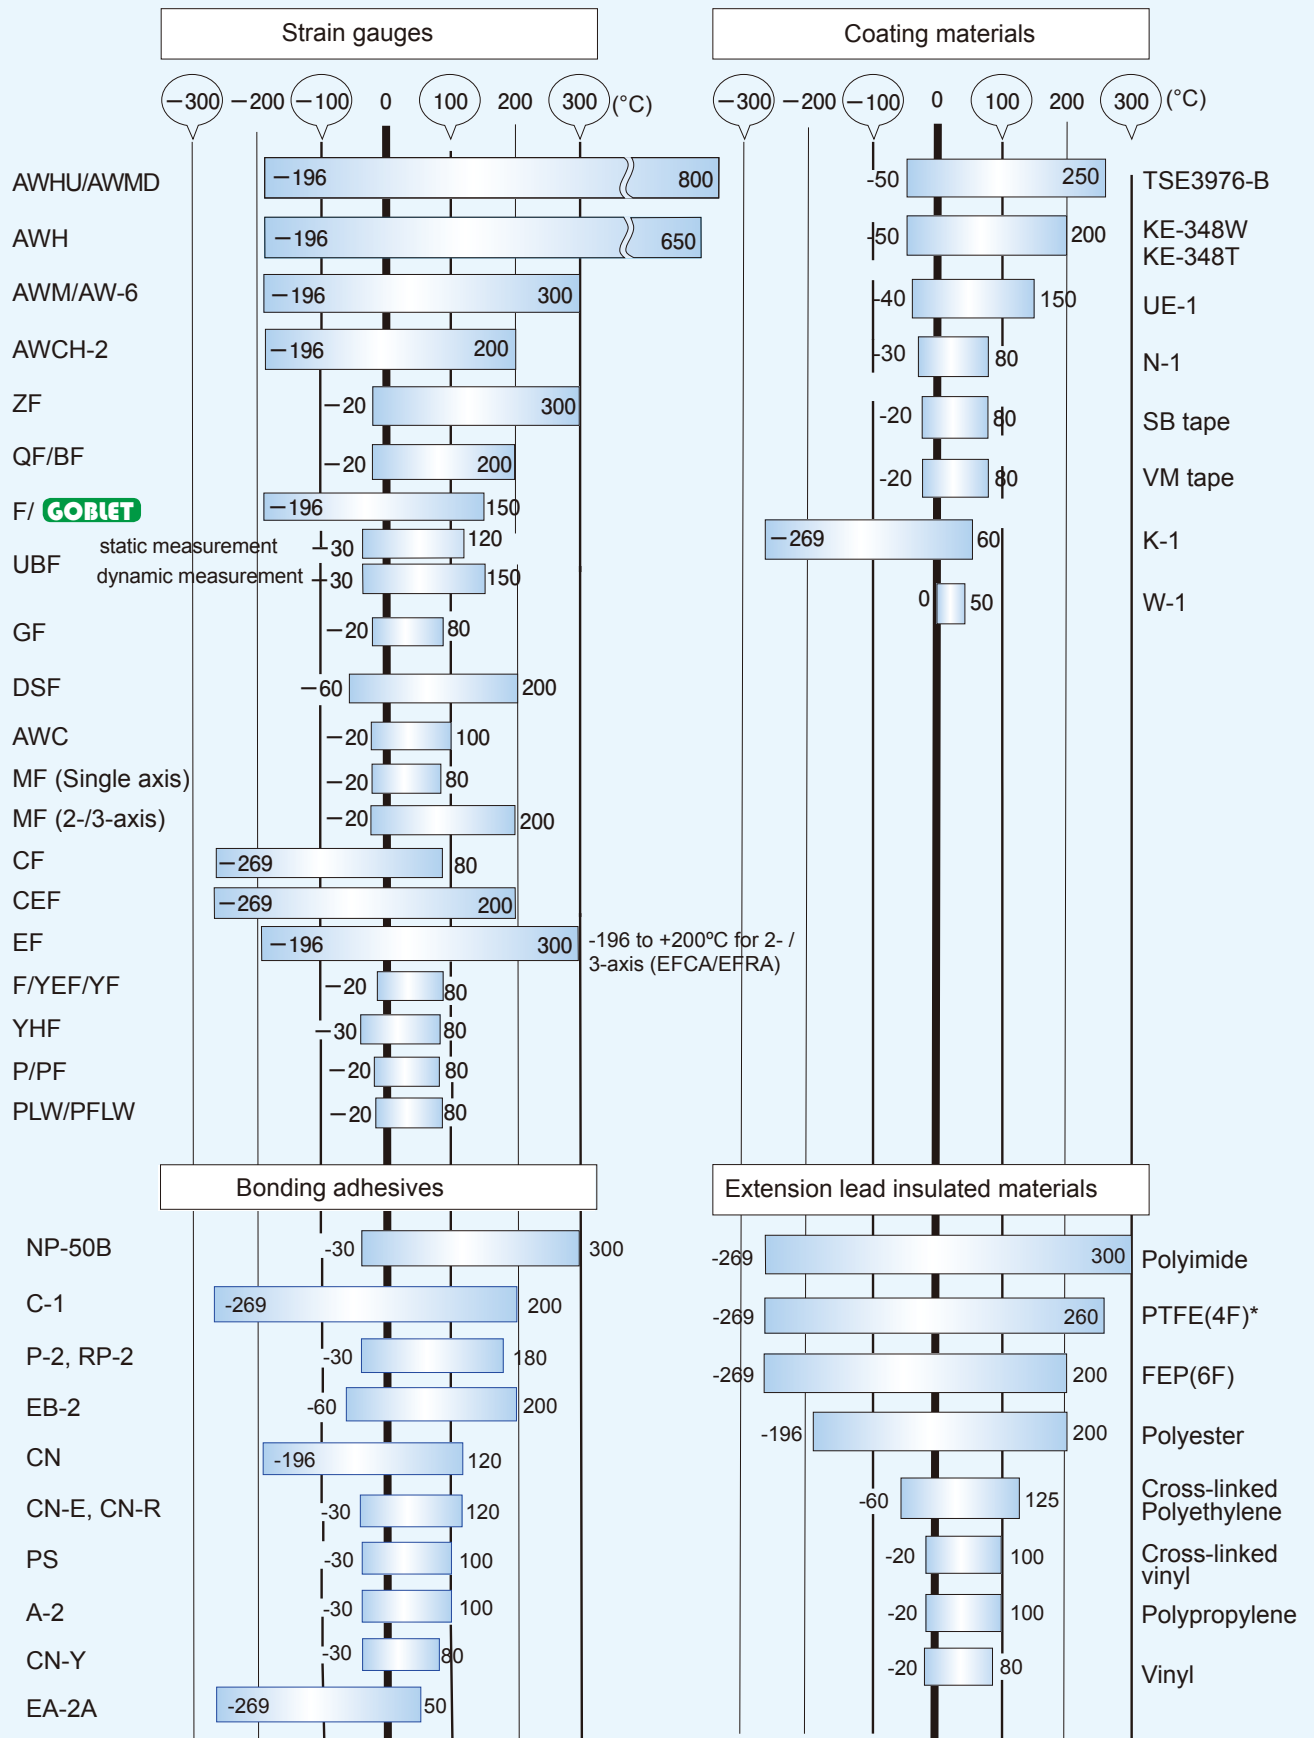 Strain gauges
−300 −200 −100 0 100 200 300 (°C)
AWHU/AWMD −196 800
AWH −196 650
AWM/AW-6 −196 300
AWCH-2 −196 200
ZF −20 300
QF/BF −20 200
F/ GOBLET −196 150
UBF
static measurement −30 120
dynamic measurement −30 150
GF −20 80
DSF −60 200
AWC −20 100
MF (Single axis) −20 80
MF (2-/3-axis) −20 200
CF −269 80
CEF −269 200
EF −196 300
-196 to +200ºC for 2- /
3-axis (EFCA/EFRA)
F/YEF/YF −20 80
YHF −30 80
P/PF −20 80
PLW/PFLW −20 80
Coating materials
−300 −200 −100 0 100 200 300 (°C)
-50 250 TSE3976-B
-50 200 KE-348W
KE-348T
-40 150 UE-1
-30 80 N-1
-20 80 SB tape
-20 80 VM tape
−269 60 K-1
0 50 W-1
Bonding adhesives
NP-50B -30 300
C-1 -269 200
P-2, RP-2 -30 180
EB-2 -60 200
CN -196 120
CN-E, CN-R -30 120
PS -30 100
A-2 -30 100
CN-Y -30 80
EA-2A -269 50
Extension lead insulated materials
-269 300 Polyimide
-269 260 PTFE(4F)*
-269 200 FEP(6F)
-196 200 Polyester
-60 125 Cross-linked
Polyethylene
-20 100 Cross-linked
vinyl
-20 100 Polypropylene
-20 80 Vinyl